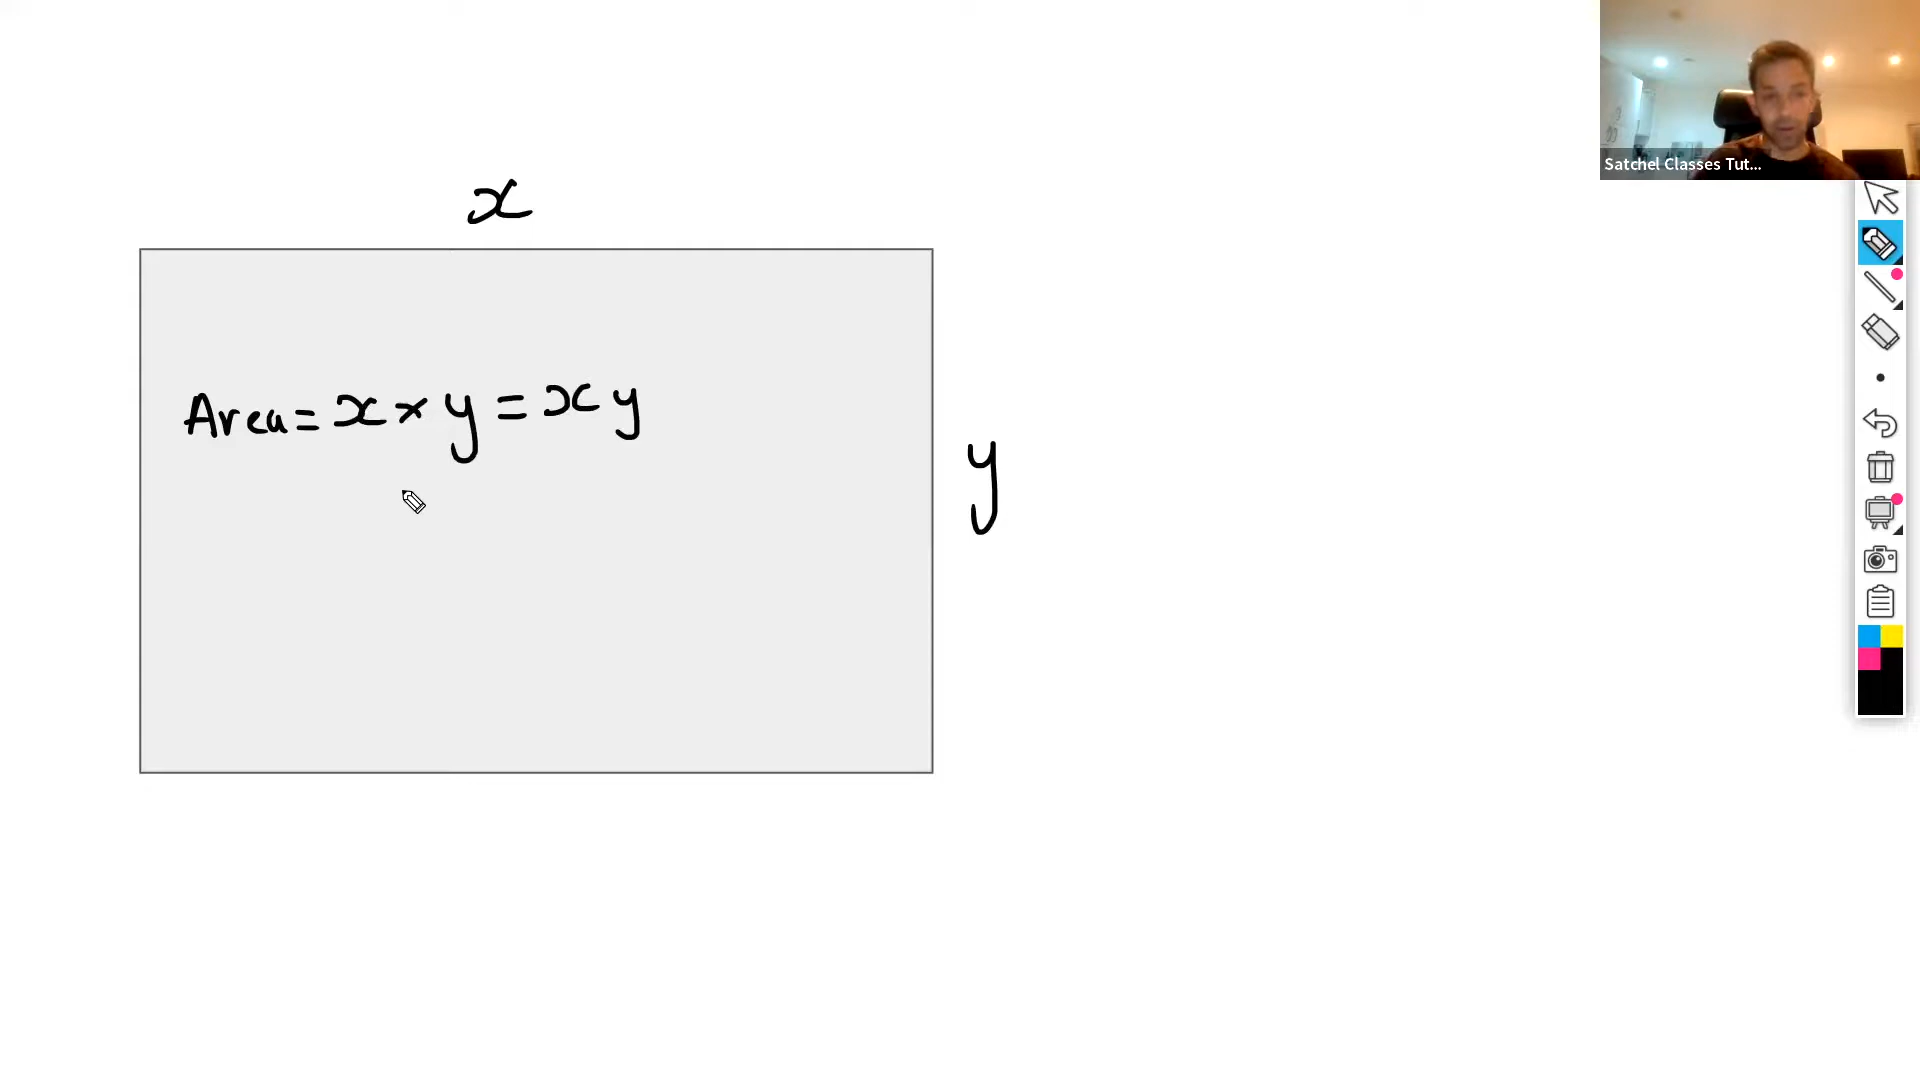 Satchel Classes Tut...
x
Area = x × y = xy
y